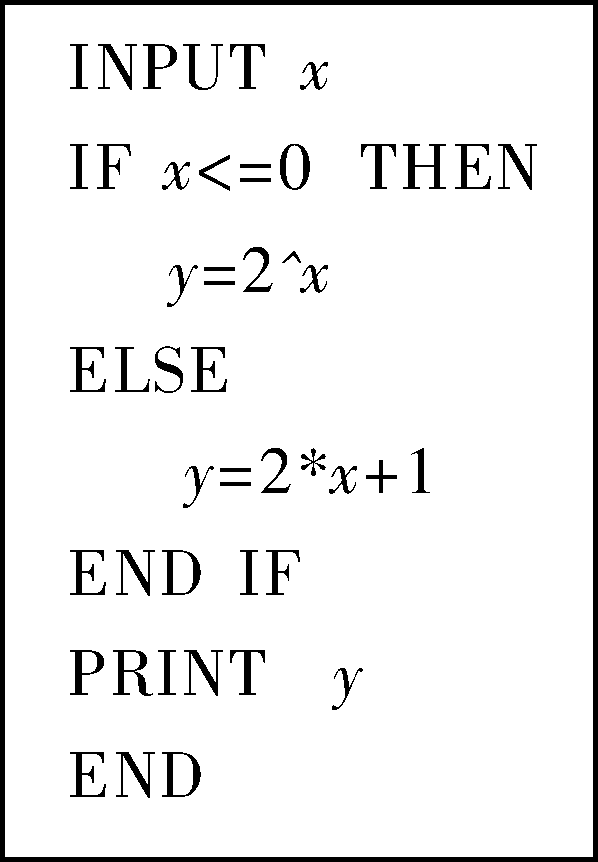 INPUT x
IF x<=0 THEN
y=2^x
ELSE
y=2*x+1
END IF
PRINT y
END